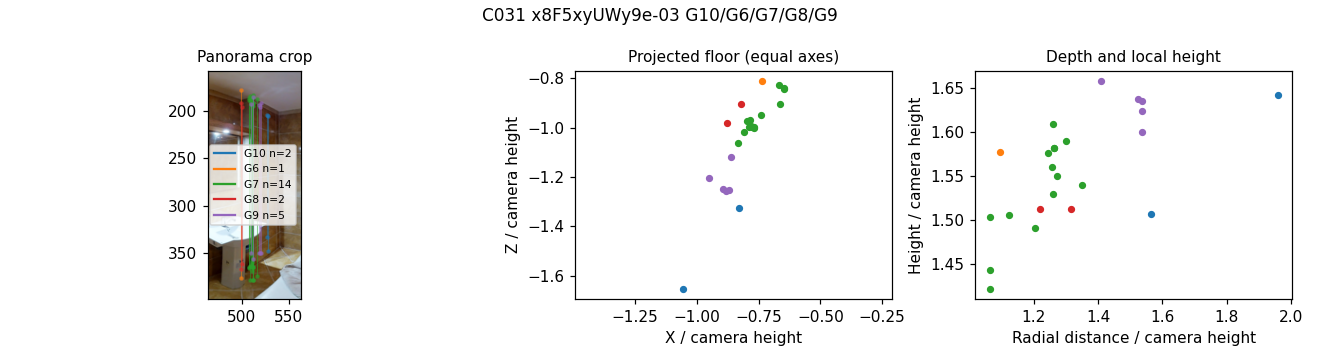 C031 x8F5xyUWy9e-03 G10/G6/G7/G8/G9
Panorama crop
200
250
300
350
500
550
G10 n=2
G6 n=1
G7 n=14
G8 n=2
G9 n=5
Projected floor (equal axes)
Z / camera height
−0.8
−1.0
−1.2
−1.4
−1.6
−1.25
−1.00
−0.75
−0.50
−0.25
X / camera height
Depth and local height
Height / camera height
1.65
1.60
1.55
1.50
1.45
1.2
1.4
1.6
1.8
2.0
Radial distance / camera height